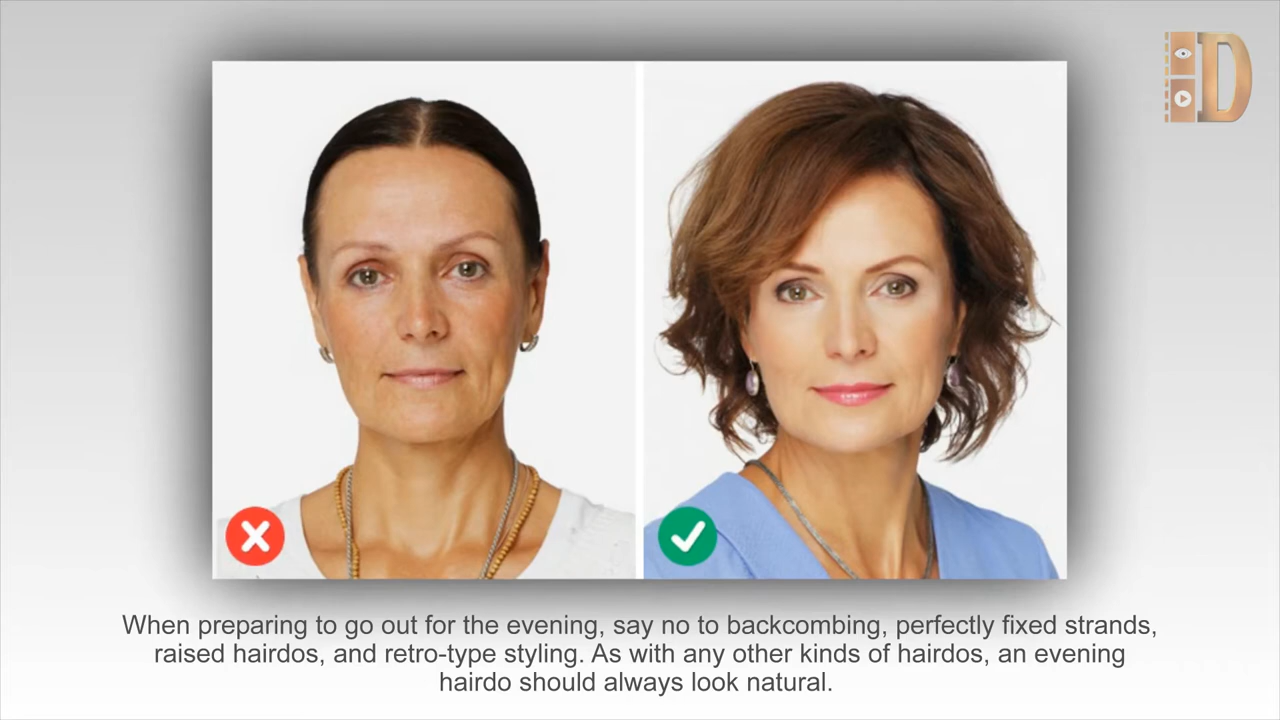 D
When preparing to go out for the evening, say no to backcombing, perfectly fixed strands,
raised hairdos, and retro-type styling. As with any other kinds of hairdos, an evening
hairdo should always look natural.